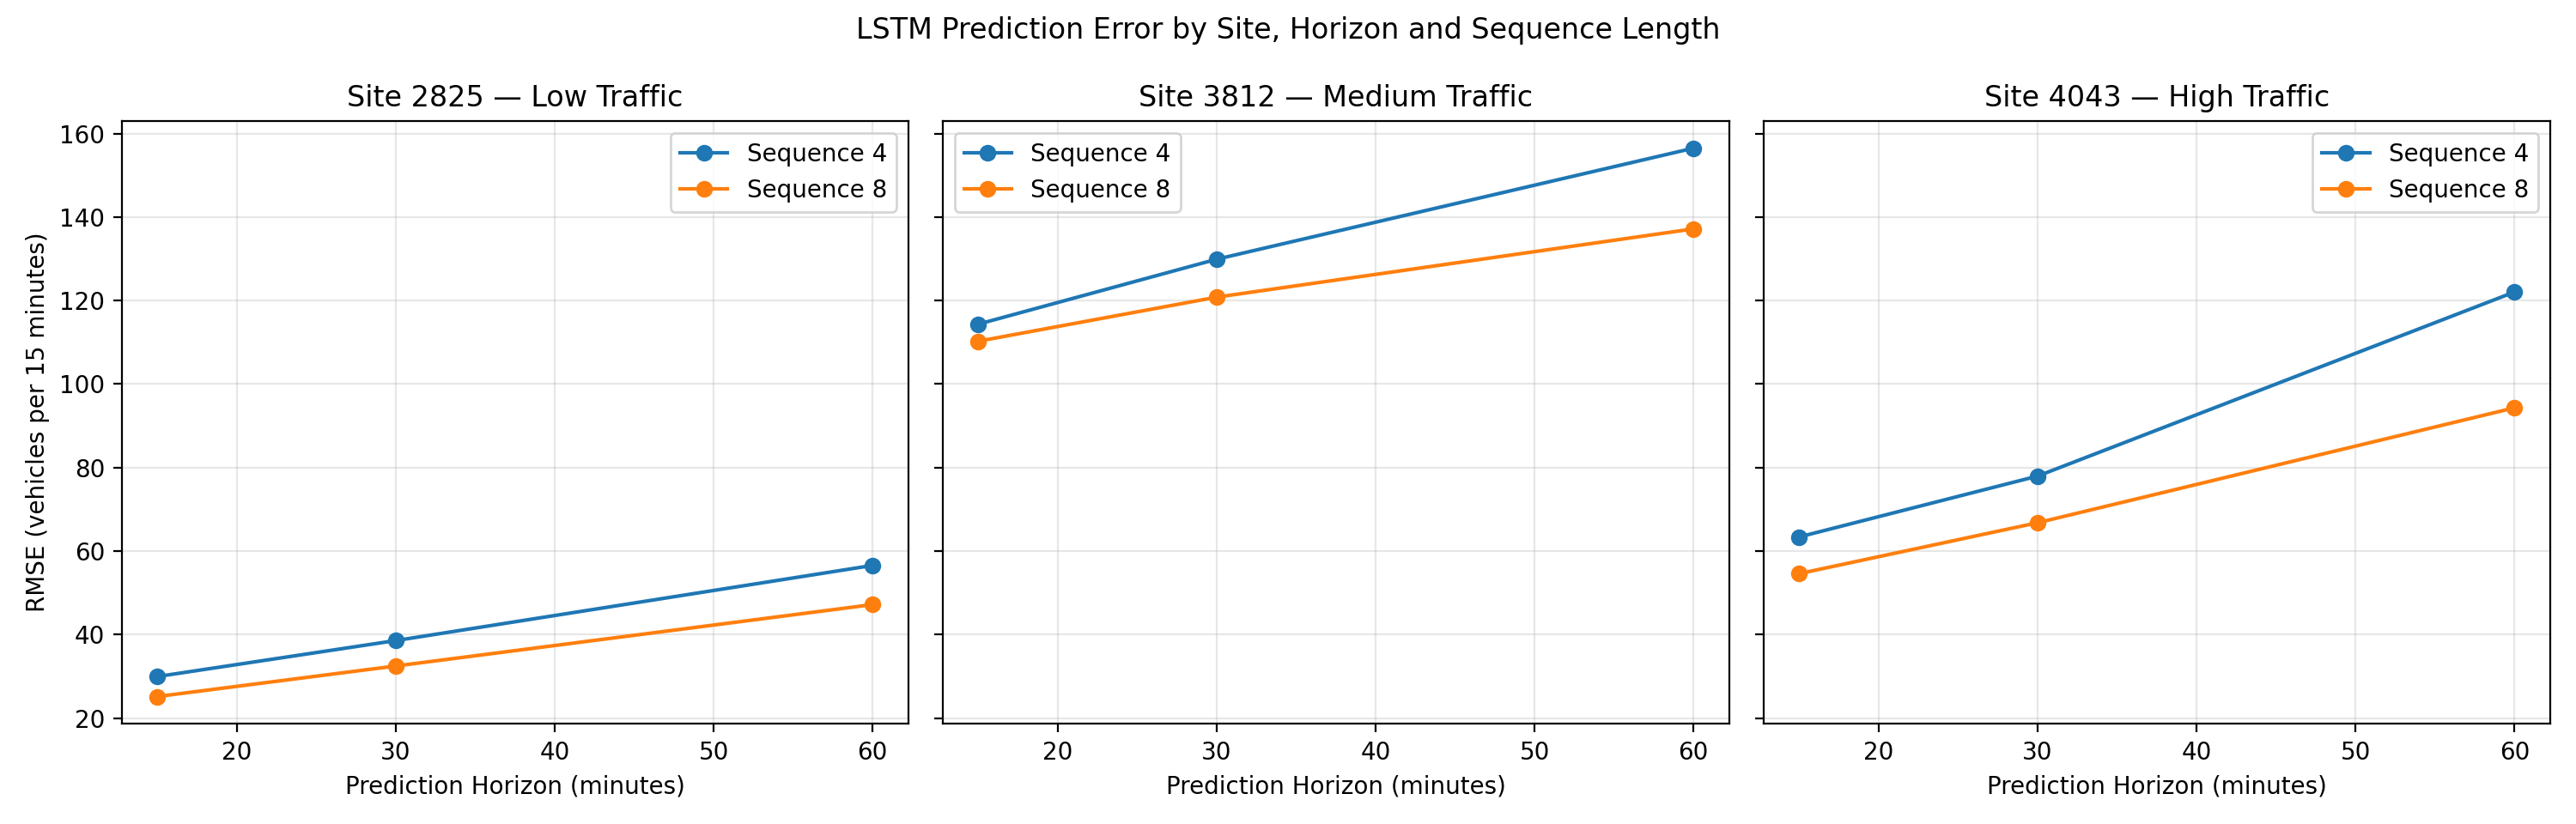 LSTM Prediction Error by Site, Horizon and Sequence Length
Site 2825 — Low Traffic
Site 3812 — Medium Traffic
Site 4043 — High Traffic
RMSE (vehicles per 15 minutes)
160
140
120
100
80
60
40
20
Sequence 4
Sequence 8
Sequence 4
Sequence 8
Sequence 4
Sequence 8
20 30 40 50 60
20 30 40 50 60
20 30 40 50 60
Prediction Horizon (minutes)
Prediction Horizon (minutes)
Prediction Horizon (minutes)